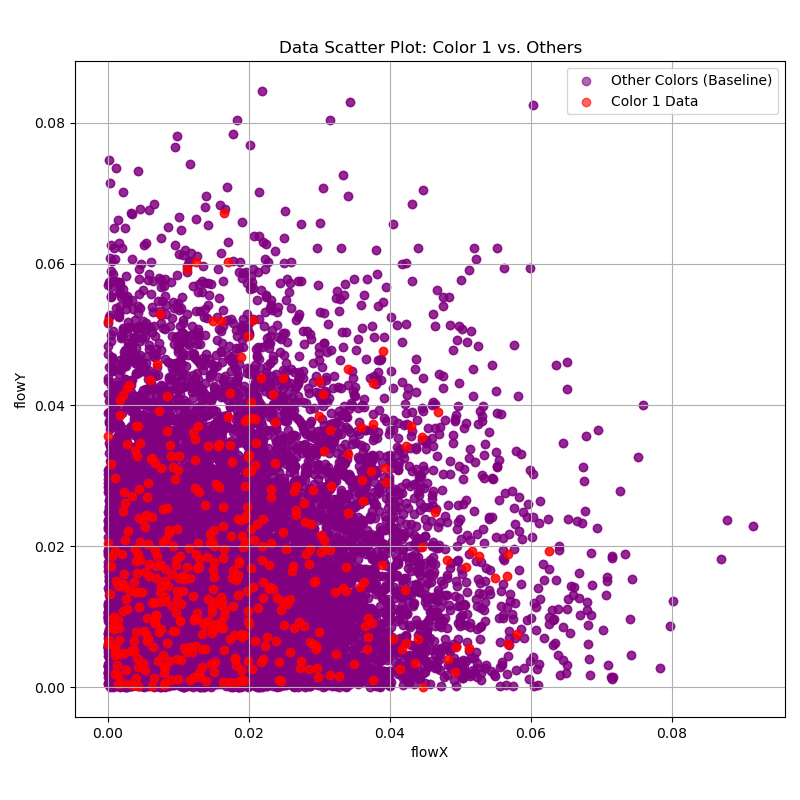 Data Scatter Plot: Color 1 vs. Others
Other Colors (Baseline)
Color 1 Data
flowY
0.08
0.06
0.04
0.02
0.00
0.00 0.02 0.04 0.06 0.08
flowX